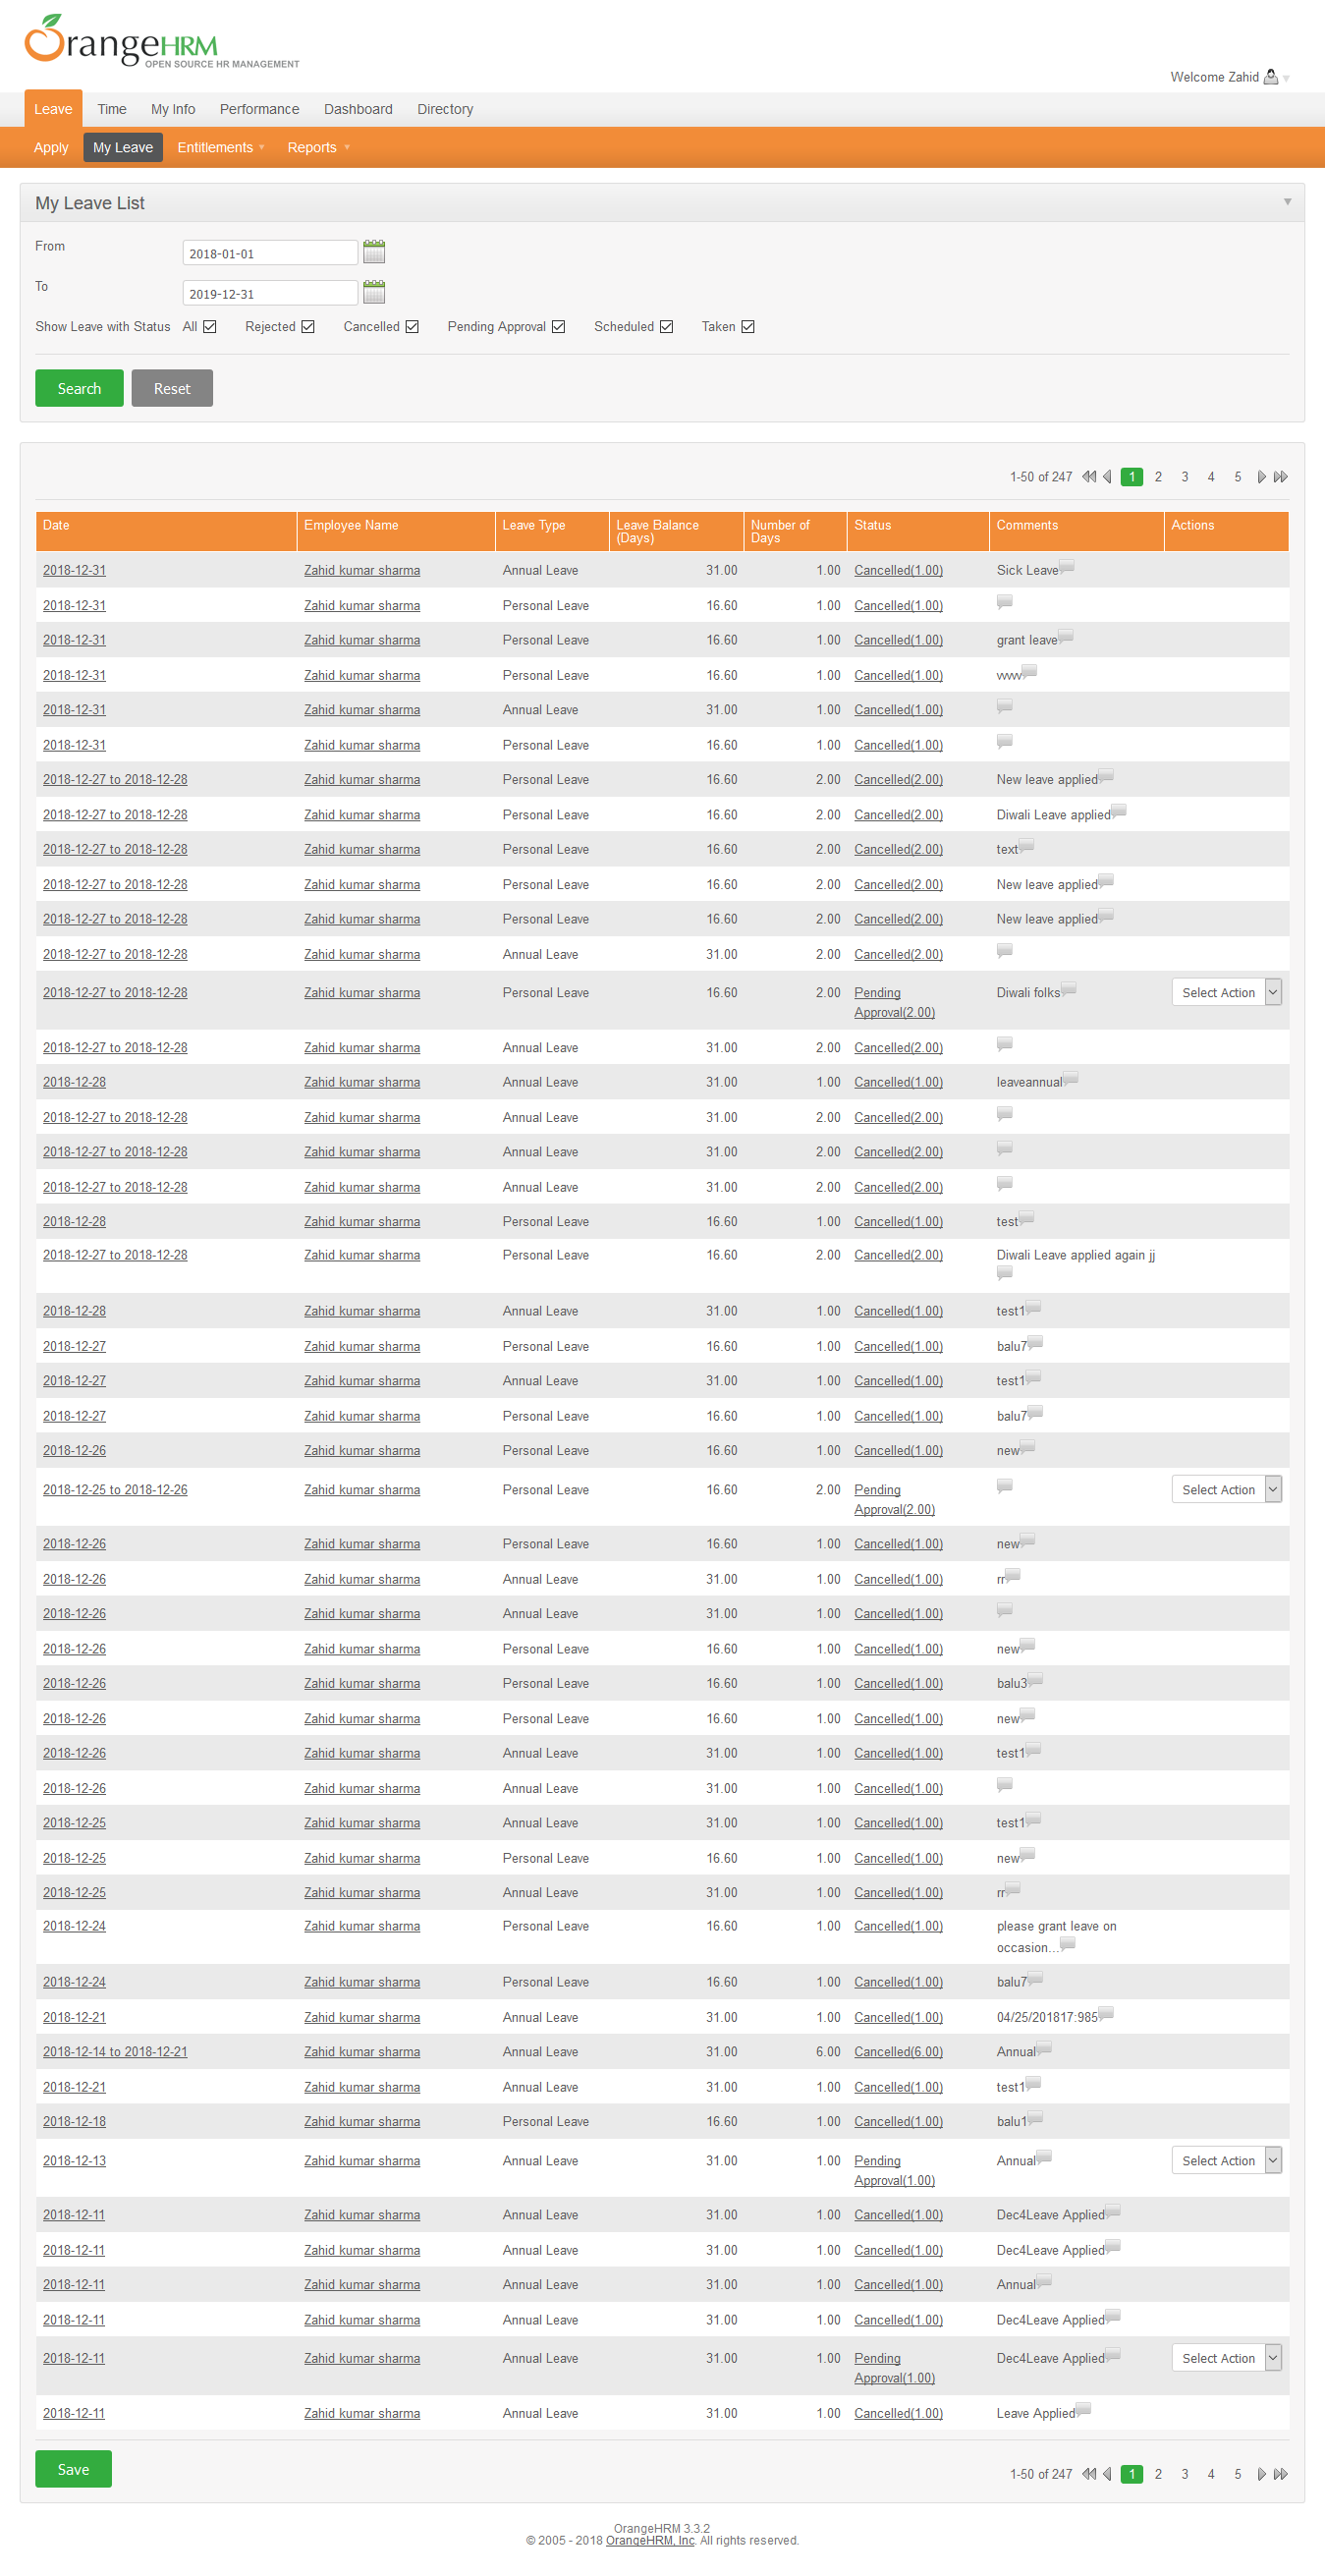 OrangeHRM
OPEN SOURCE HR MANAGEMENT
Welcome Zahid
Leave Time My Info Performance Dashboard Directory
Apply My Leave Entitlements Reports
My Leave List
From 2018-01-01
To 2019-12-31
Show Leave with Status All Rejected Cancelled Pending Approval Scheduled Taken
Search Reset
1-50 of 247 1 2 3 4 5
Date Employee Name Leave Type Leave Balance (Days) Number of Days Status Comments Actions
2018-12-31 Zahid kumar sharma Annual Leave 31.00 1.00 Cancelled(1.00) Sick Leave
2018-12-31 Zahid kumar sharma Personal Leave 16.60 1.00 Cancelled(1.00)
2018-12-31 Zahid kumar sharma Personal Leave 16.60 1.00 Cancelled(1.00) grant leave
2018-12-31 Zahid kumar sharma Personal Leave 16.60 1.00 Cancelled(1.00)
2018-12-31 Zahid kumar sharma Annual Leave 31.00 1.00 Cancelled(1.00)
2018-12-31 Zahid kumar sharma Personal Leave 16.60 1.00 Cancelled(1.00)
2018-12-27 to 2018-12-28 Zahid kumar sharma Personal Leave 16.60 2.00 Cancelled(2.00) New leave applied
2018-12-27 to 2018-12-28 Zahid kumar sharma Personal Leave 16.60 2.00 Cancelled(2.00) Diwali Leave applied
2018-12-27 to 2018-12-28 Zahid kumar sharma Personal Leave 16.60 2.00 Cancelled(2.00) text
2018-12-27 to 2018-12-28 Zahid kumar sharma Personal Leave 16.60 2.00 Cancelled(2.00) New leave applied
2018-12-27 to 2018-12-28 Zahid kumar sharma Personal Leave 16.60 2.00 Cancelled(2.00) New leave applied
2018-12-27 to 2018-12-28 Zahid kumar sharma Annual Leave 31.00 2.00 Cancelled(2.00)
2018-12-27 to 2018-12-28 Zahid kumar sharma Personal Leave 16.60 2.00 Pending Diwali folks Select Action
Approval(2.00)
2018-12-27 to 2018-12-28 Zahid kumar sharma Annual Leave 31.00 2.00 Cancelled(2.00)
2018-12-28 Zahid kumar sharma Annual Leave 31.00 1.00 Cancelled(1.00) leaveannual
2018-12-27 to 2018-12-28 Zahid kumar sharma Annual Leave 31.00 2.00 Cancelled(2.00)
2018-12-27 to 2018-12-28 Zahid kumar sharma Annual Leave 31.00 2.00 Cancelled(2.00)
2018-12-27 to 2018-12-28 Zahid kumar sharma Annual Leave 31.00 2.00 Cancelled(2.00)
2018-12-28 Zahid kumar sharma Personal Leave 16.60 1.00 Cancelled(1.00) test
2018-12-27 to 2018-12-28 Zahid kumar sharma Personal Leave 16.60 2.00 Cancelled(2.00) Diwali Leave applied again jj
2018-12-28 Zahid kumar sharma Annual Leave 31.00 1.00 Cancelled(1.00) test1
2018-12-27 Zahid kumar sharma Personal Leave 16.60 1.00 Cancelled(1.00) balu7
2018-12-27 Zahid kumar sharma Annual Leave 31.00 1.00 Cancelled(1.00) test1
2018-12-27 Zahid kumar sharma Personal Leave 16.60 1.00 Cancelled(1.00) balu7
2018-12-26 Zahid kumar sharma Personal Leave 16.60 1.00 Cancelled(1.00) new
2018-12-25 to 2018-12-26 Zahid kumar sharma Personal Leave 16.60 2.00 Pending Select Action
Approval(2.00)
2018-12-26 Zahid kumar sharma Personal Leave 16.60 1.00 Cancelled(1.00) new
2018-12-26 Zahid kumar sharma Annual Leave 31.00 1.00 Cancelled(1.00) rr
2018-12-26 Zahid kumar sharma Annual Leave 31.00 1.00 Cancelled(1.00)
2018-12-26 Zahid kumar sharma Personal Leave 16.60 1.00 Cancelled(1.00) new
2018-12-26 Zahid kumar sharma Personal Leave 16.60 1.00 Cancelled(1.00) balu3
2018-12-26 Zahid kumar sharma Personal Leave 16.60 1.00 Cancelled(1.00) new
2018-12-26 Zahid kumar sharma Annual Leave 31.00 1.00 Cancelled(1.00) test1
2018-12-26 Zahid kumar sharma Annual Leave 31.00 1.00 Cancelled(1.00)
2018-12-25 Zahid kumar sharma Annual Leave 31.00 1.00 Cancelled(1.00) test1
2018-12-25 Zahid kumar sharma Personal Leave 16.60 1.00 Cancelled(1.00) new
2018-12-25 Zahid kumar sharma Annual Leave 31.00 1.00 Cancelled(1.00) rr
2018-12-24 Zahid kumar sharma Personal Leave 16.60 1.00 Cancelled(1.00) please grant leave on
occasion...
2018-12-24 Zahid kumar sharma Personal Leave 16.60 1.00 Cancelled(1.00) balu7
2018-12-21 Zahid kumar sharma Annual Leave 31.00 1.00 Cancelled(1.00) 04/25/201817:985
2018-12-14 to 2018-12-21 Zahid kumar sharma Annual Leave 31.00 6.00 Cancelled(6.00) Annual
2018-12-21 Zahid kumar sharma Annual Leave 31.00 1.00 Cancelled(1.00) test1
2018-12-18 Zahid kumar sharma Personal Leave 16.60 1.00 Cancelled(1.00) balu1
2018-12-13 Zahid kumar sharma Annual Leave 31.00 1.00 Pending Annual Select Action
Approval(1.00)
2018-12-11 Zahid kumar sharma Annual Leave 31.00 1.00 Cancelled(1.00) Dec4Leave Applied
2018-12-11 Zahid kumar sharma Annual Leave 31.00 1.00 Cancelled(1.00) Dec4Leave Applied
2018-12-11 Zahid kumar sharma Annual Leave 31.00 1.00 Cancelled(1.00) Annual
2018-12-11 Zahid kumar sharma Annual Leave 31.00 1.00 Cancelled(1.00) Dec4Leave Applied
2018-12-11 Zahid kumar sharma Annual Leave 31.00 1.00 Pending Dec4Leave Applied Select Action
Approval(1.00)
2018-12-11 Zahid kumar sharma Annual Leave 31.00 1.00 Cancelled(1.00) Leave Applied
Save
1-50 of 247 1 2 3 4 5
OrangeHRM 3.3.2
© 2005 - 2018 OrangeHRM, Inc. All rights reserved.